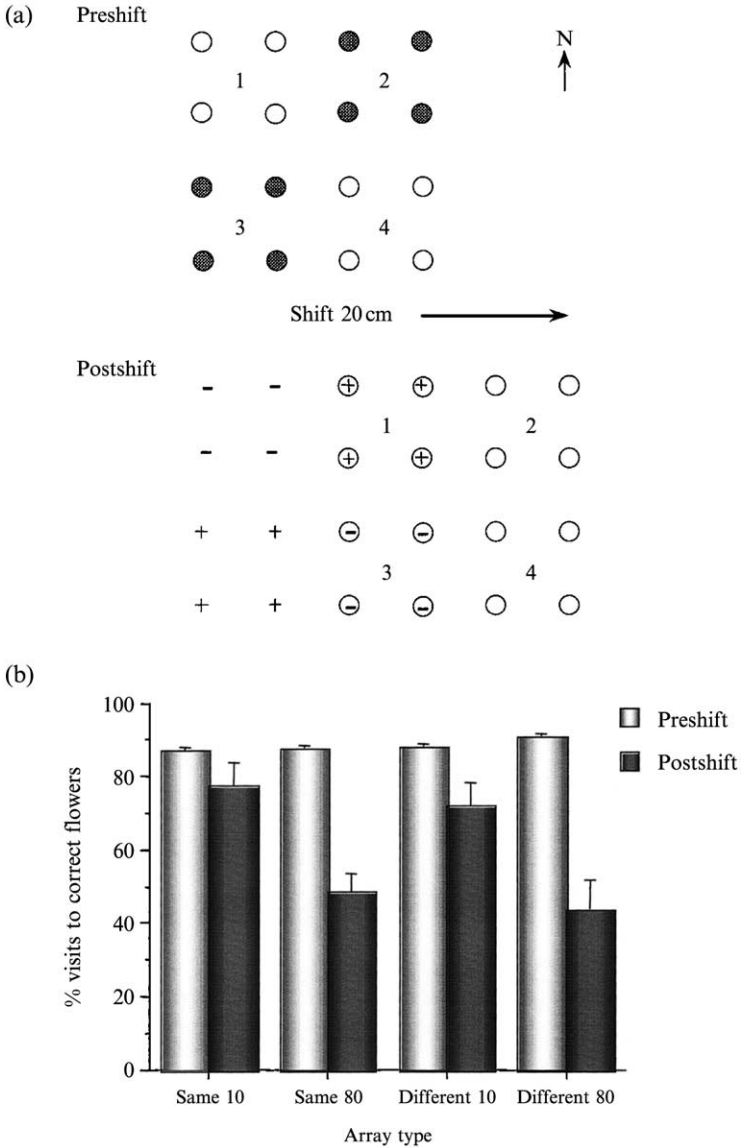 (a) Preshift
N
1 2
3 4
Shift 20 cm
Postshift
- - + +
1 2
- - + +
+ + - -
3 4
+ + - -
(b)
100
80
60
40
20
0
% visits to correct flowers
Preshift
Postshift
Same 10 Same 80 Different 10 Different 80
Array type